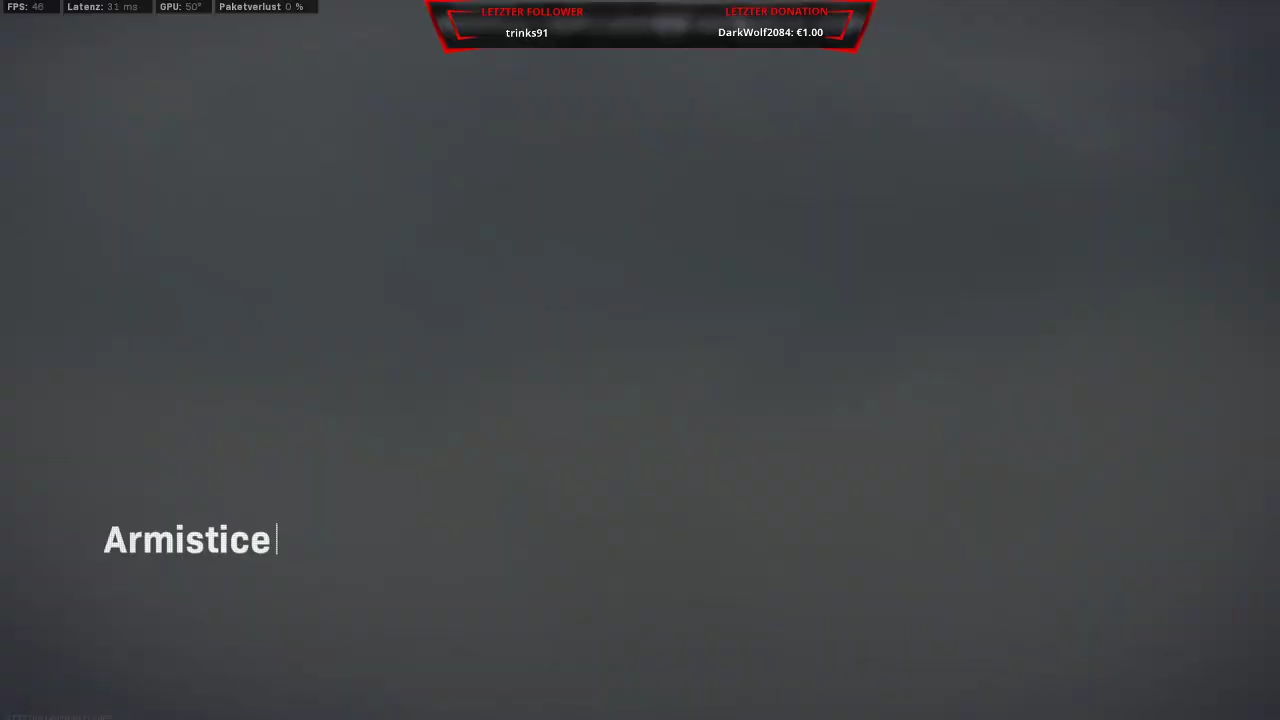 FPS: 46 Latenz: 31 ms GPU: 50° Paketverlust 0 %
LETZTER FOLLOWER LETZTER DONATION
trinks91 DarkWolf2084: €1.00
Armistice